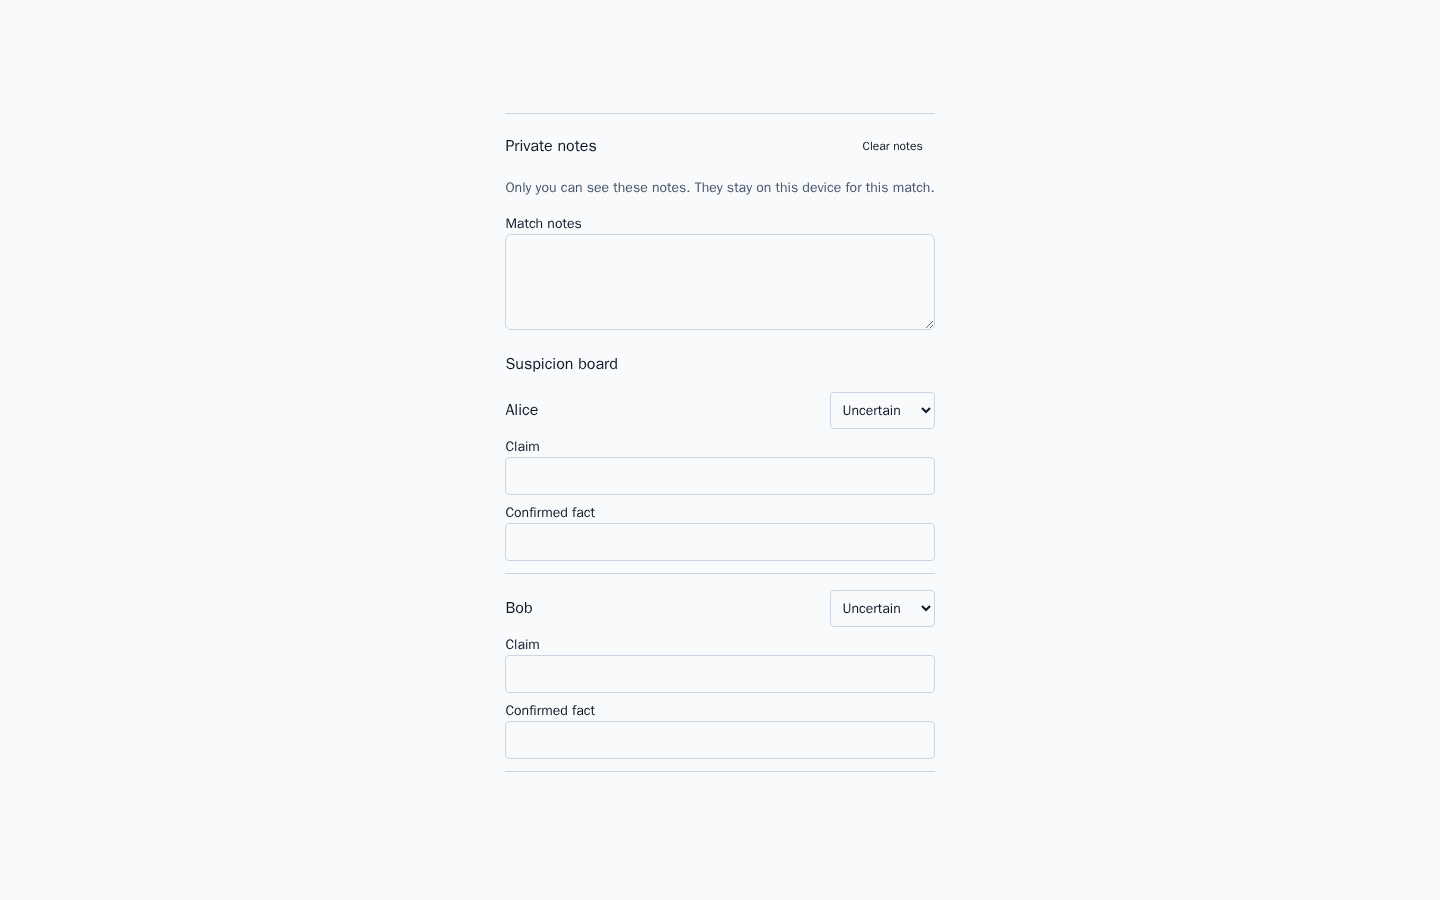 Private notes
Clear notes
Only you can see these notes. They stay on this device for this match.
Match notes
Suspicion board
Alice
Uncertain
Claim
Confirmed fact
Bob
Uncertain
Claim
Confirmed fact